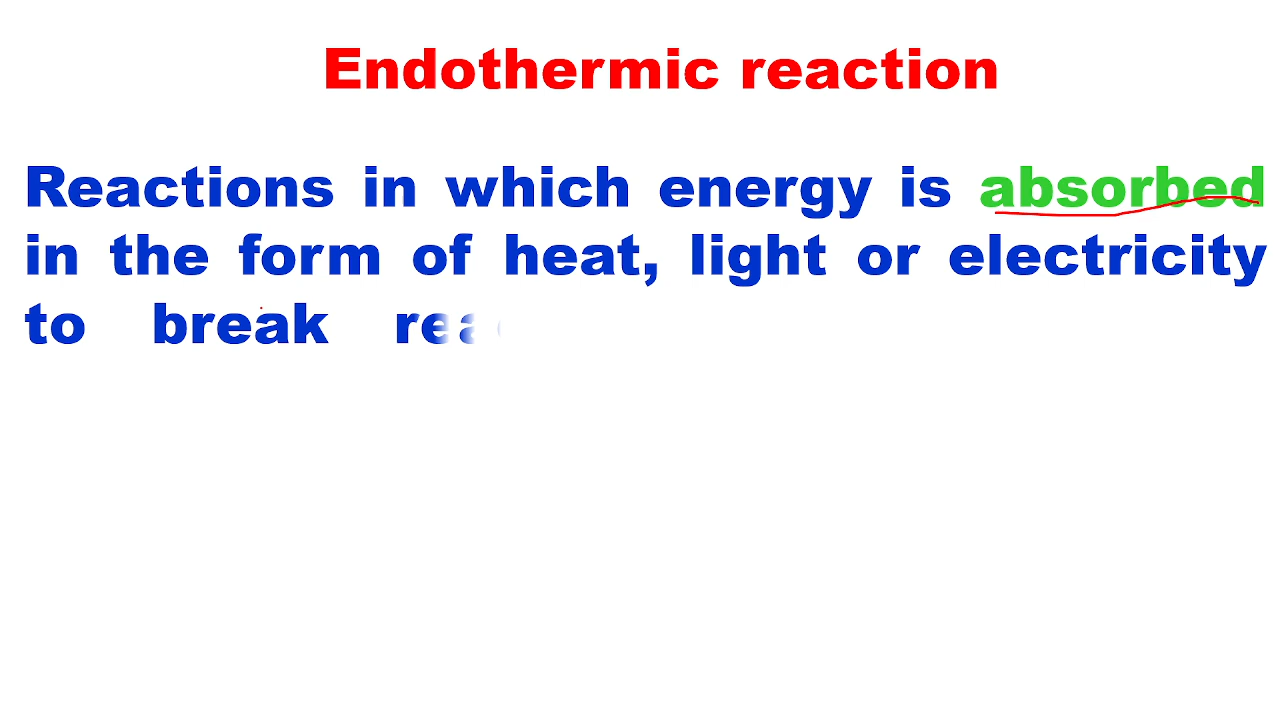 Endothermic reaction
Reactions in which energy is absorbed
in the form of heat, light or electricity
to break